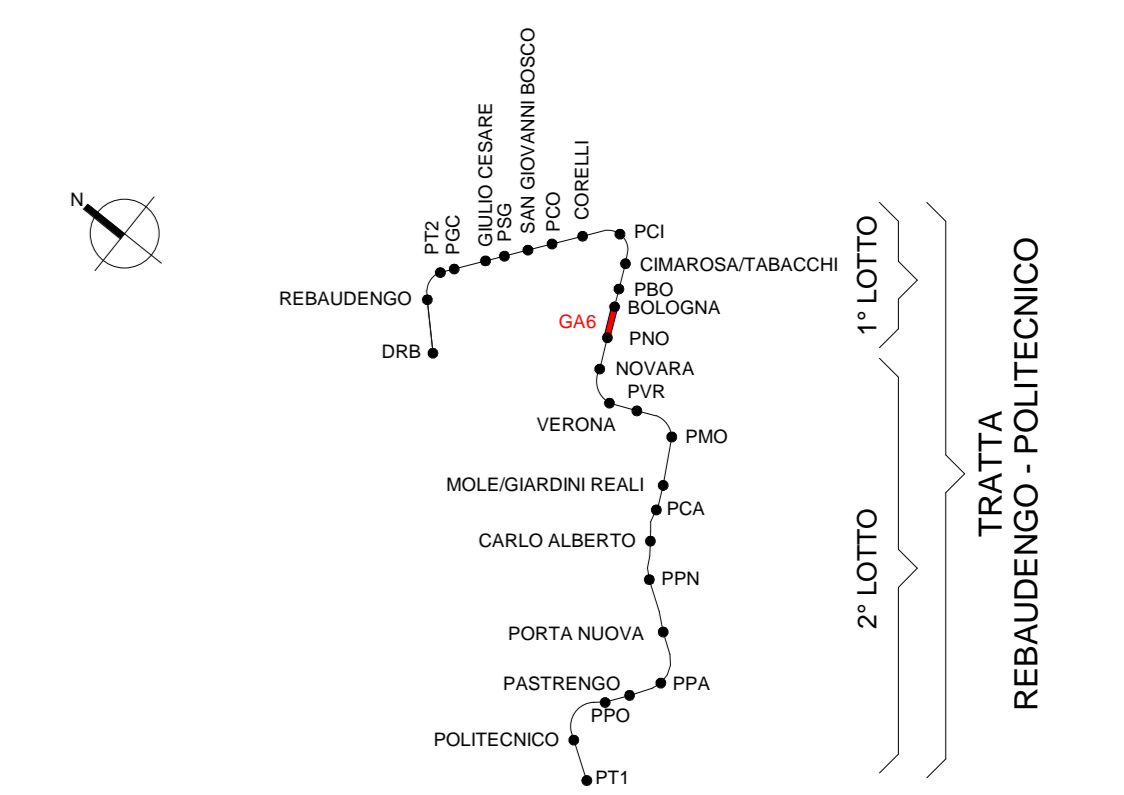 N
PT2
PGC
GIULIO CESARE
PSG
SAN GIOVANNI BOSCO
PCO
CORELLI
PCI
CIMAROSA/TABACCHI
REBAUDENGO
PBO
BOLOGNA
GA6
PNO
DRB
NOVARA
PVR
VERONA
PMO
MOLE/GIARDINI REALI
PCA
CARLO ALBERTO
PPN
PORTA NUOVA
PASTRENGO
PPA
PPO
POLITECNICO
PT1
1° LOTTO
2° LOTTO
TRATTA
REBAUDENGO - POLITECNICO